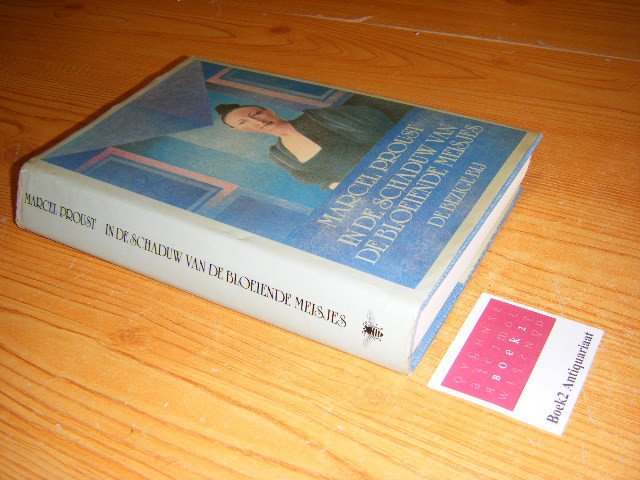 MARCEL PROUST
IN DE SCHADUW VAN
DE BLOEIENDE MEISJES
DE BEZIGE BIJ
MARCEL PROUST IN DE SCHADUW VAN DE BLOEIENDE MEISJES
Boek2
Boek2 Antiquariaat